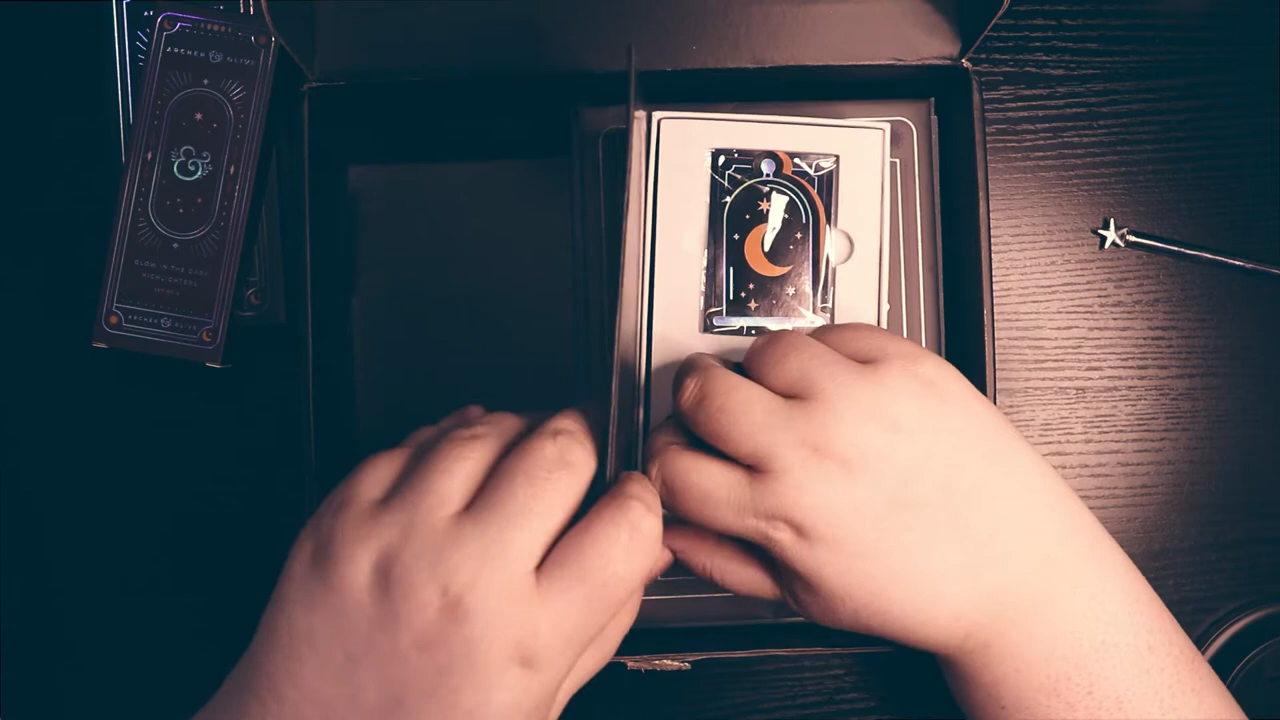 ARCHER & OLIVE
&
GLOW IN THE DARK
HIGHLIGHTERS
ARCHER & OLIVE